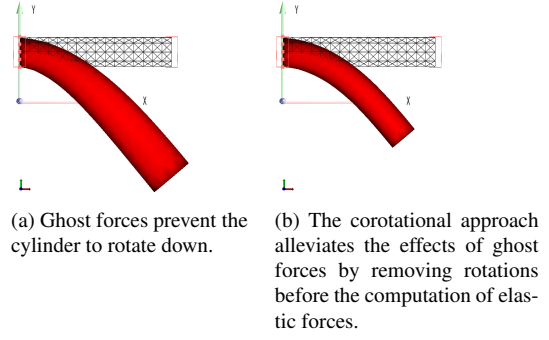 Y
X
Y
X
(a) Ghost forces prevent the
cylinder to rotate down.
(b) The corotational approach
alleviates the effects of ghost
forces by removing rotations
before the computation of elas-
tic forces.